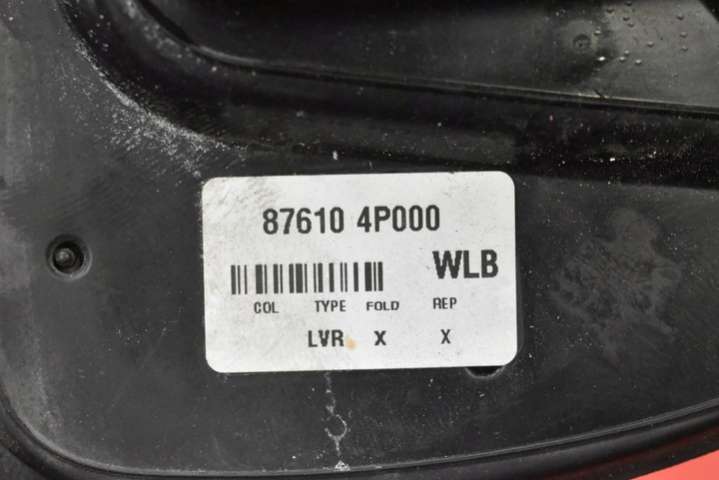 87610 4P000
WLB
COL TYPE FOLD REP
LVR X X